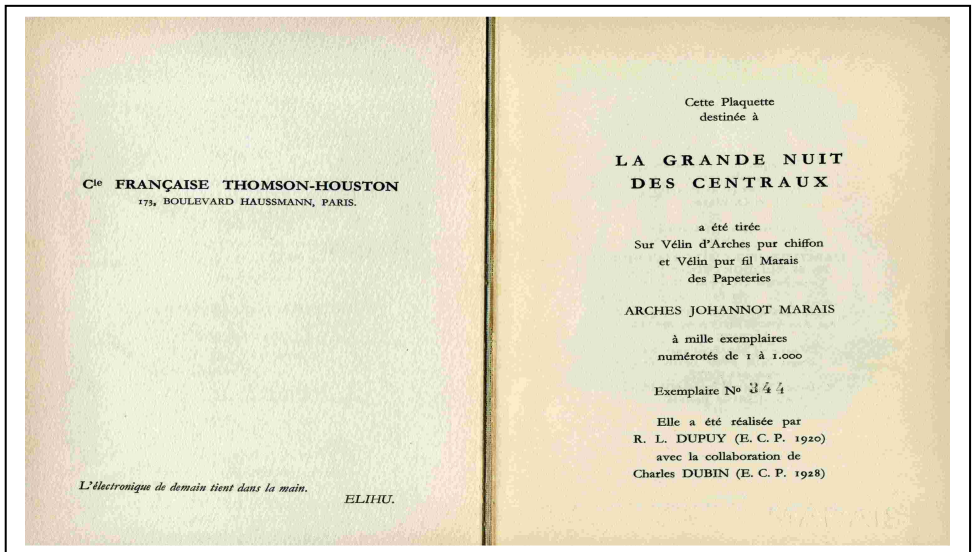 Cie FRANÇAISE THOMSON-HOUSTON
173, BOULEVARD HAUSSMANN, PARIS.
L'électronique de demain tient dans la main.
ELIHU.
Cette Plaquette
destinée à
LA GRANDE NUIT
DES CENTRAUX
a été tirée
Sur Vélin d'Arches pur chiffon
et Vélin pur fil Marais
des Papeteries
ARCHES JOHANNOT MARAIS
à mille exemplaires
numérotés de 1 à 1.000
Exemplaire No 344
Elle a été réalisée par
R. L. DUPUY (E. C. P. 1920)
avec la collaboration de
Charles DUBIN (E. C. P. 1928)